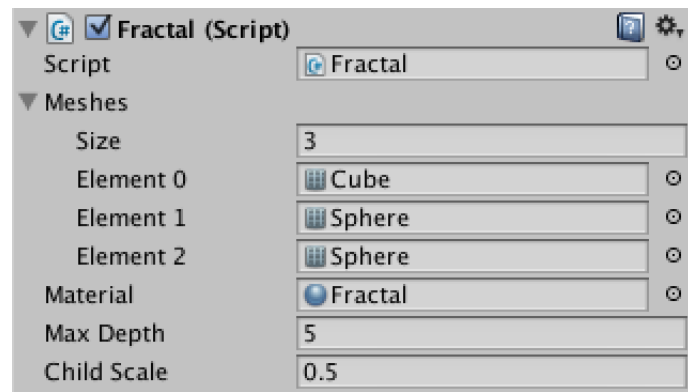 Fractal (Script)
Script Fractal
Meshes
Size 3
Element 0 Cube
Element 1 Sphere
Element 2 Sphere
Material Fractal
Max Depth 5
Child Scale 0.5